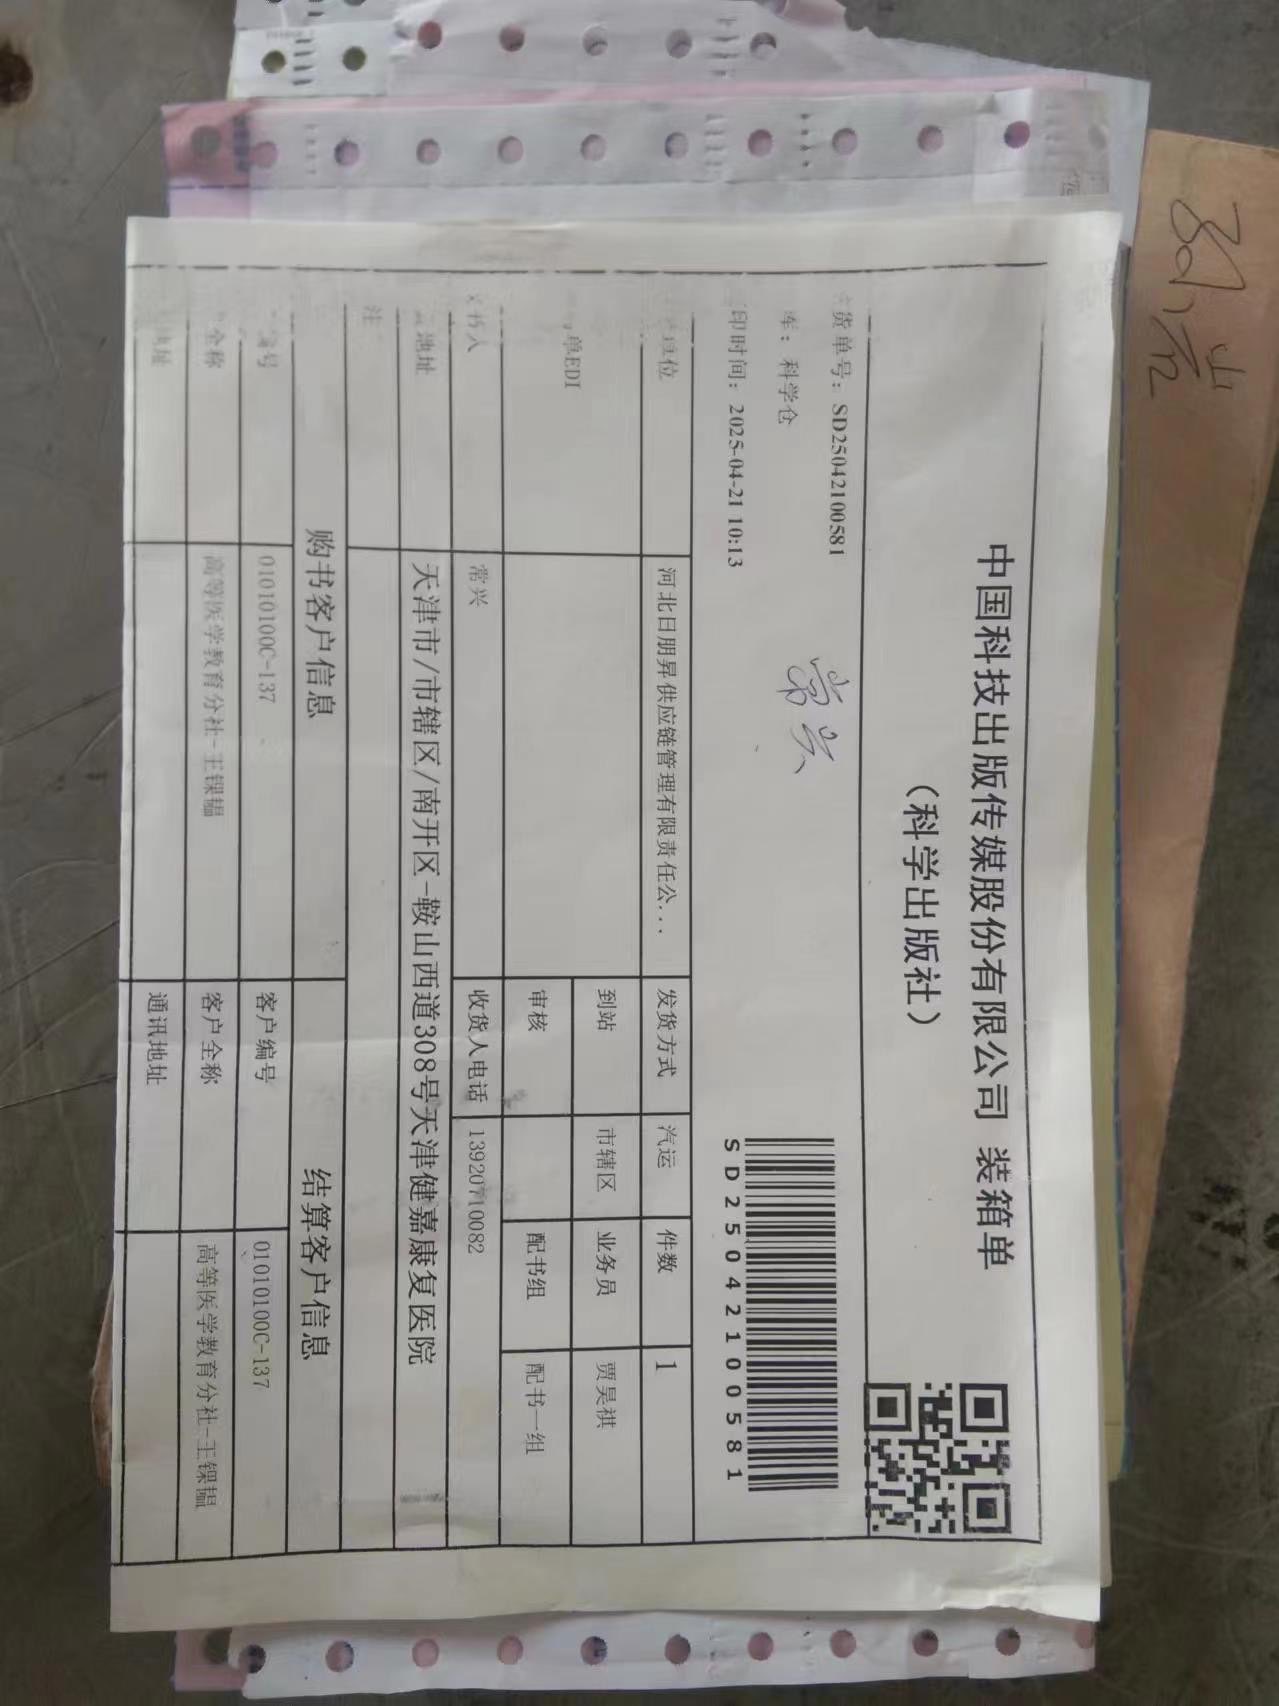 中国科技出版传媒股份有限公司 装箱单
（科学出版社）
货单号：SD25042100581
库：科学仓
印时间：2025-04-21 10:13
常兴
SD25042100581
位 河北日朋昇供应链管理有限责任公... 发货方式 汽运 件数 1
单EDI 到站 市辖区 业务员 贾昊祺
审核 配书组 配书一组
人 常兴 收货人电话 13920710082
地址 天津市/市辖区/南开区-鞍山西道308号天津健嘉康复医院
注
购书客户信息 结算客户信息
编号 01010100C-137 客户编号 01010100C-137
全称 高等医学教育分社-王锞韫 客户全称 高等医学教育分社-王锞韫
地址 通讯地址